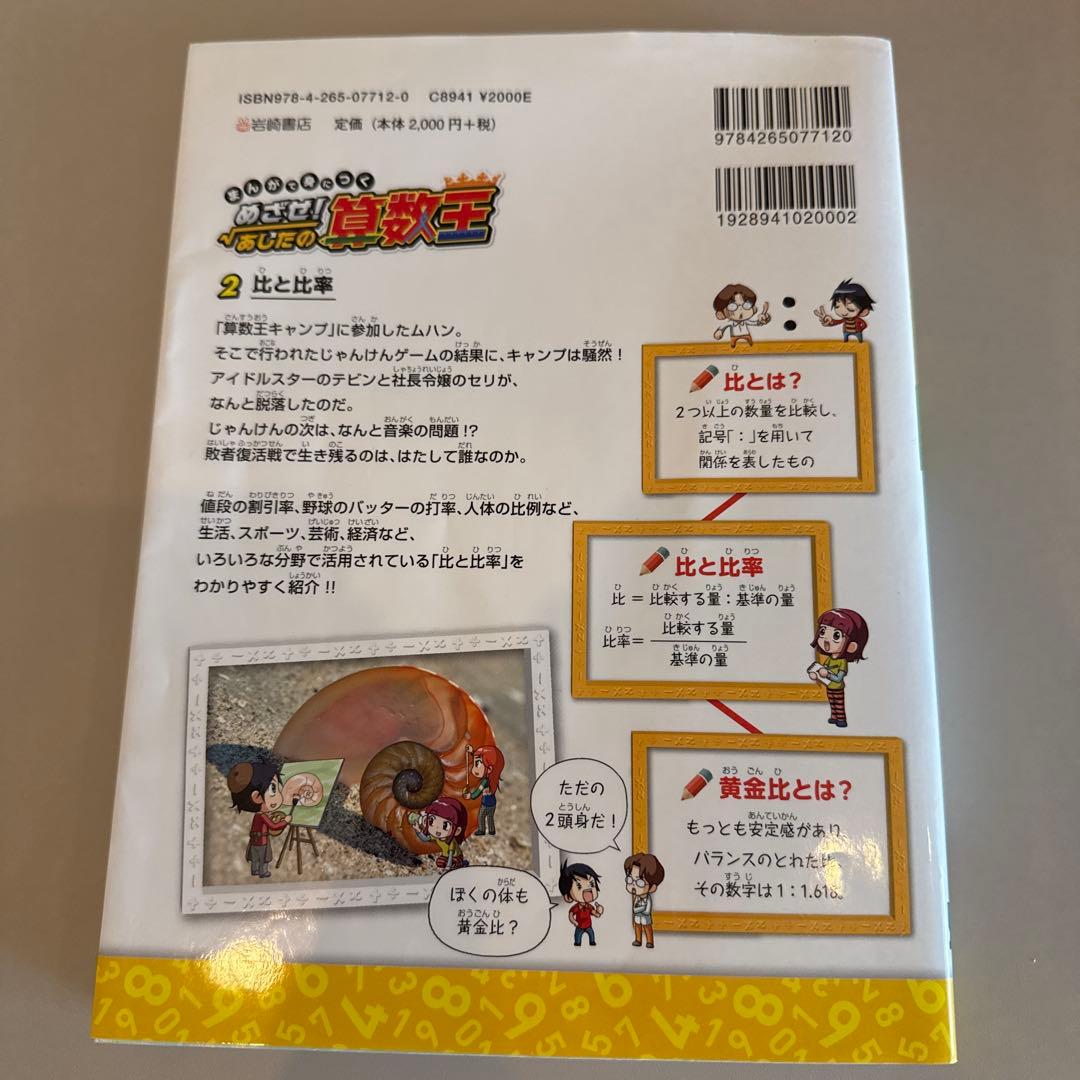 ISBN978-4-265-07712-0 C8941 ¥2000E
岩崎書店 定価（本体2,000円＋税）
9784265077120
1928941020002
まんがで身につく
めざせ！
あしたの
算数王
2 比と比率
「算数王キャンプ」に参加したムハン。
そこで行われたじゃんけんゲームの結果に、キャンプは騒然！
アイドルスターのテビンと社長令嬢のセリが、
なんと脱落したのだ。
じゃんけんの次は、なんと音楽の問題!?
敗者復活戦で生き残るのは、はたして誰なのか。
値段の割引率、野球のバッターの打率、人体の比例など、
生活、スポーツ、芸術、経済など、
いろいろな分野で活用されている「比と比率」を
わかりやすく紹介!!
：
比とは？
2つ以上の数量を比較し、
記号「：」を用いて
関係を表したもの
比と比率
比＝比較する量：基準の量
比率＝
比較する量
基準の量
黄金比とは？
もっとも安定感があり、
バランスのとれた比。
その数字は1：1.618。
ただの
2頭身だ！
ぼくの体も
黄金比？